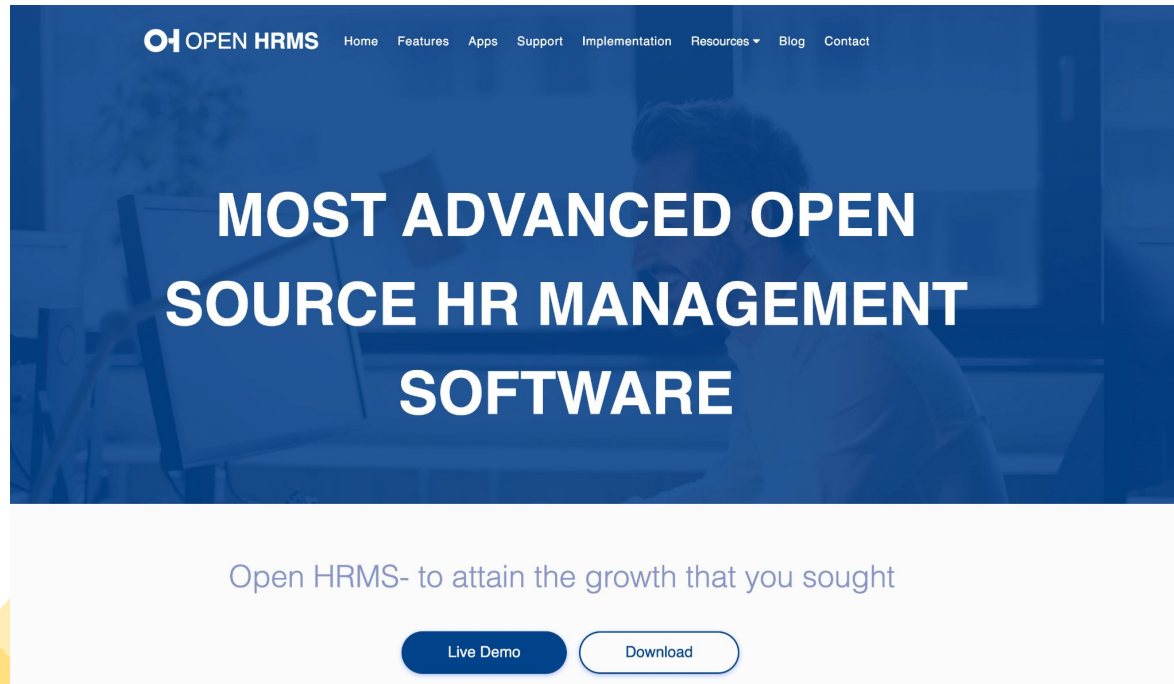 OH OPEN HRMS Home Features Apps Support Implementation Resources Blog Contact
MOST ADVANCED OPEN
SOURCE HR MANAGEMENT
SOFTWARE
Open HRMS- to attain the growth that you sought
Live Demo Download